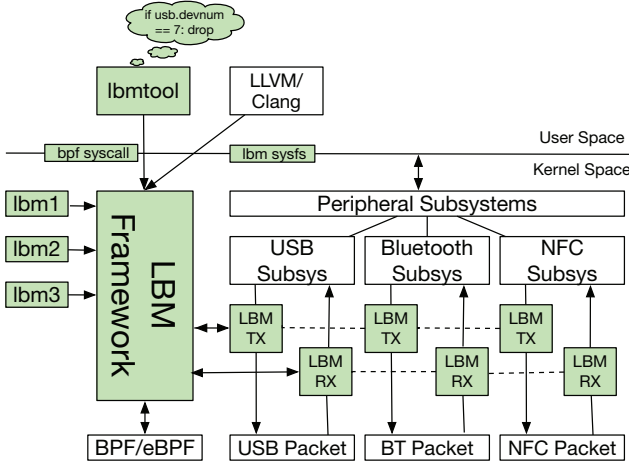 if usb.devnum
== 7: drop
lbmtool
LLVM/
Clang
User Space
bpf syscall
lbm sysfs
Kernel Space
lbm1
lbm2
lbm3
LBM
Framework
Peripheral Subsystems
USB
Subsys
Bluetooth
Subsys
NFC
Subsys
LBM
TX
LBM
TX
LBM
TX
LBM
RX
LBM
RX
LBM
RX
BPF/eBPF
USB Packet
BT Packet
NFC Packet